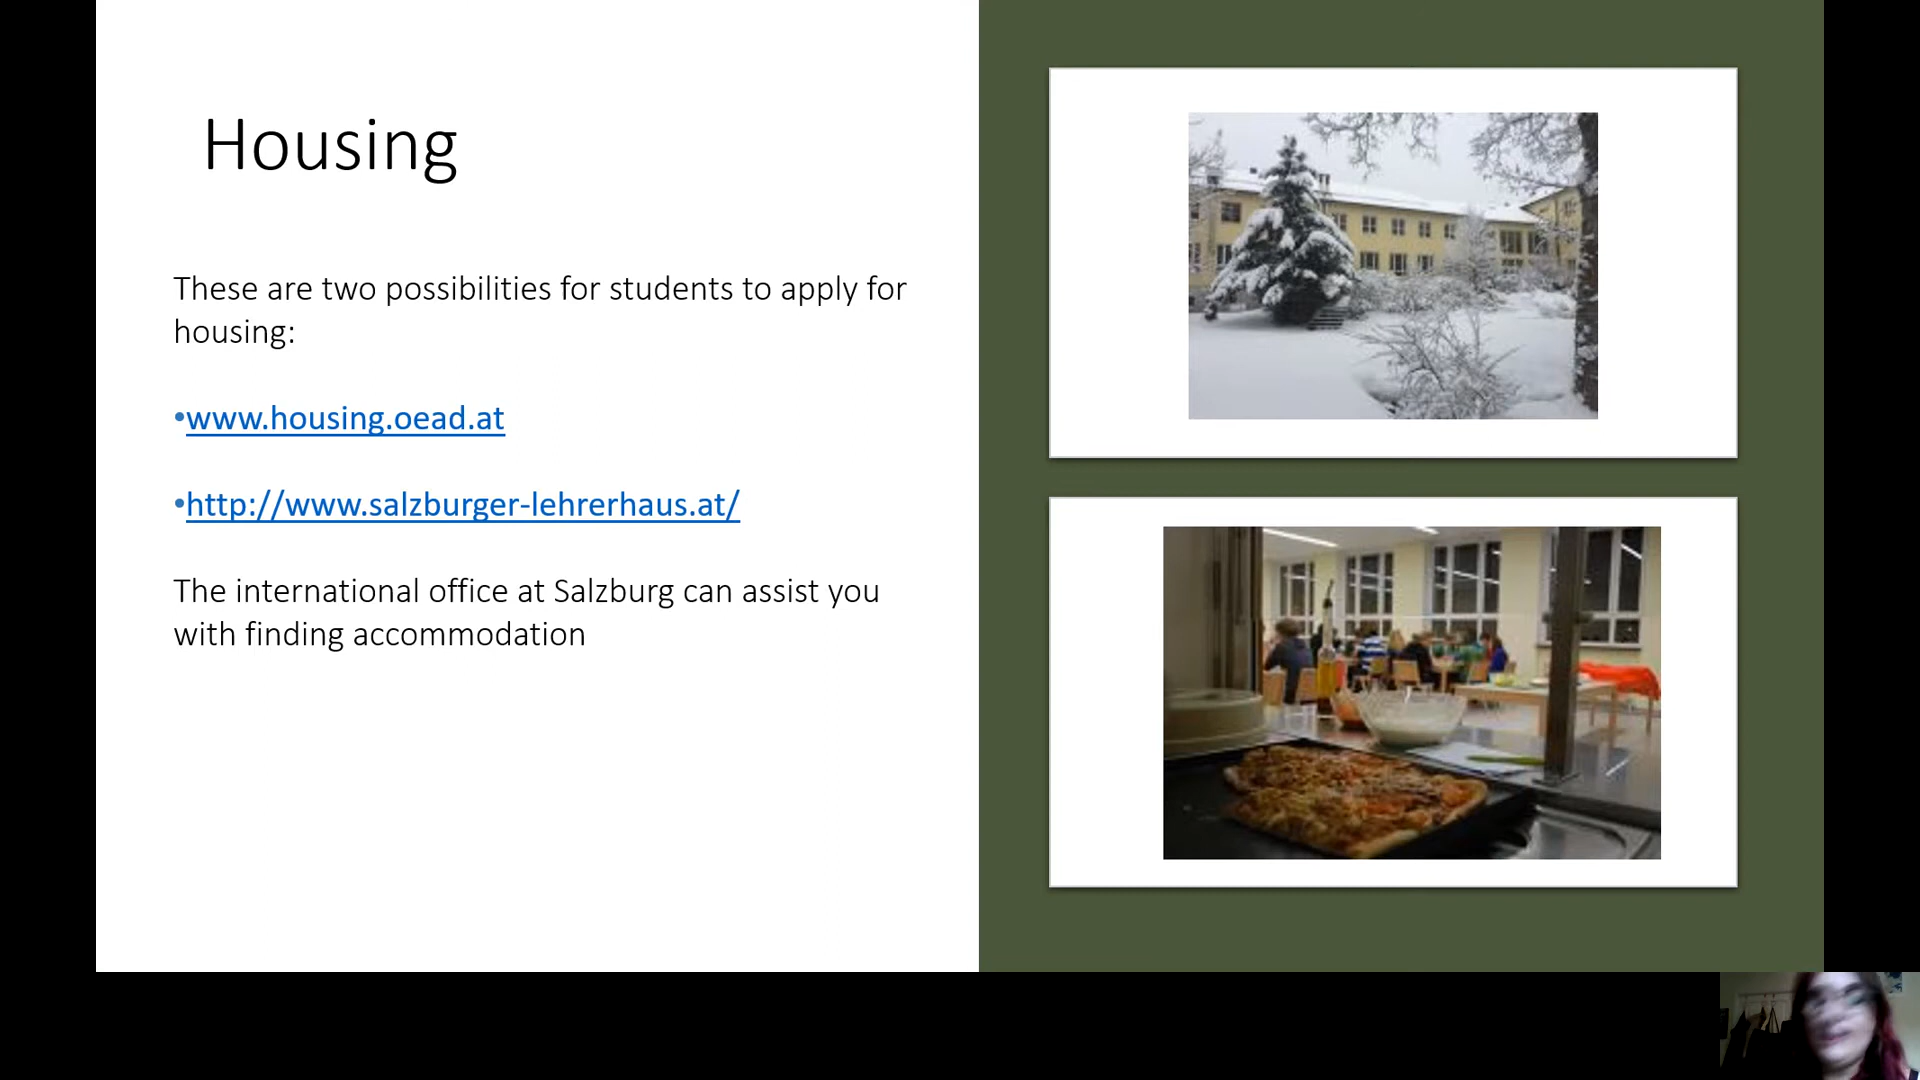 Housing
These are two possibilities for students to apply for
housing:
•www.housing.oead.at
•http://www.salzburger-lehrerhaus.at/
The international office at Salzburg can assist you
with finding accommodation